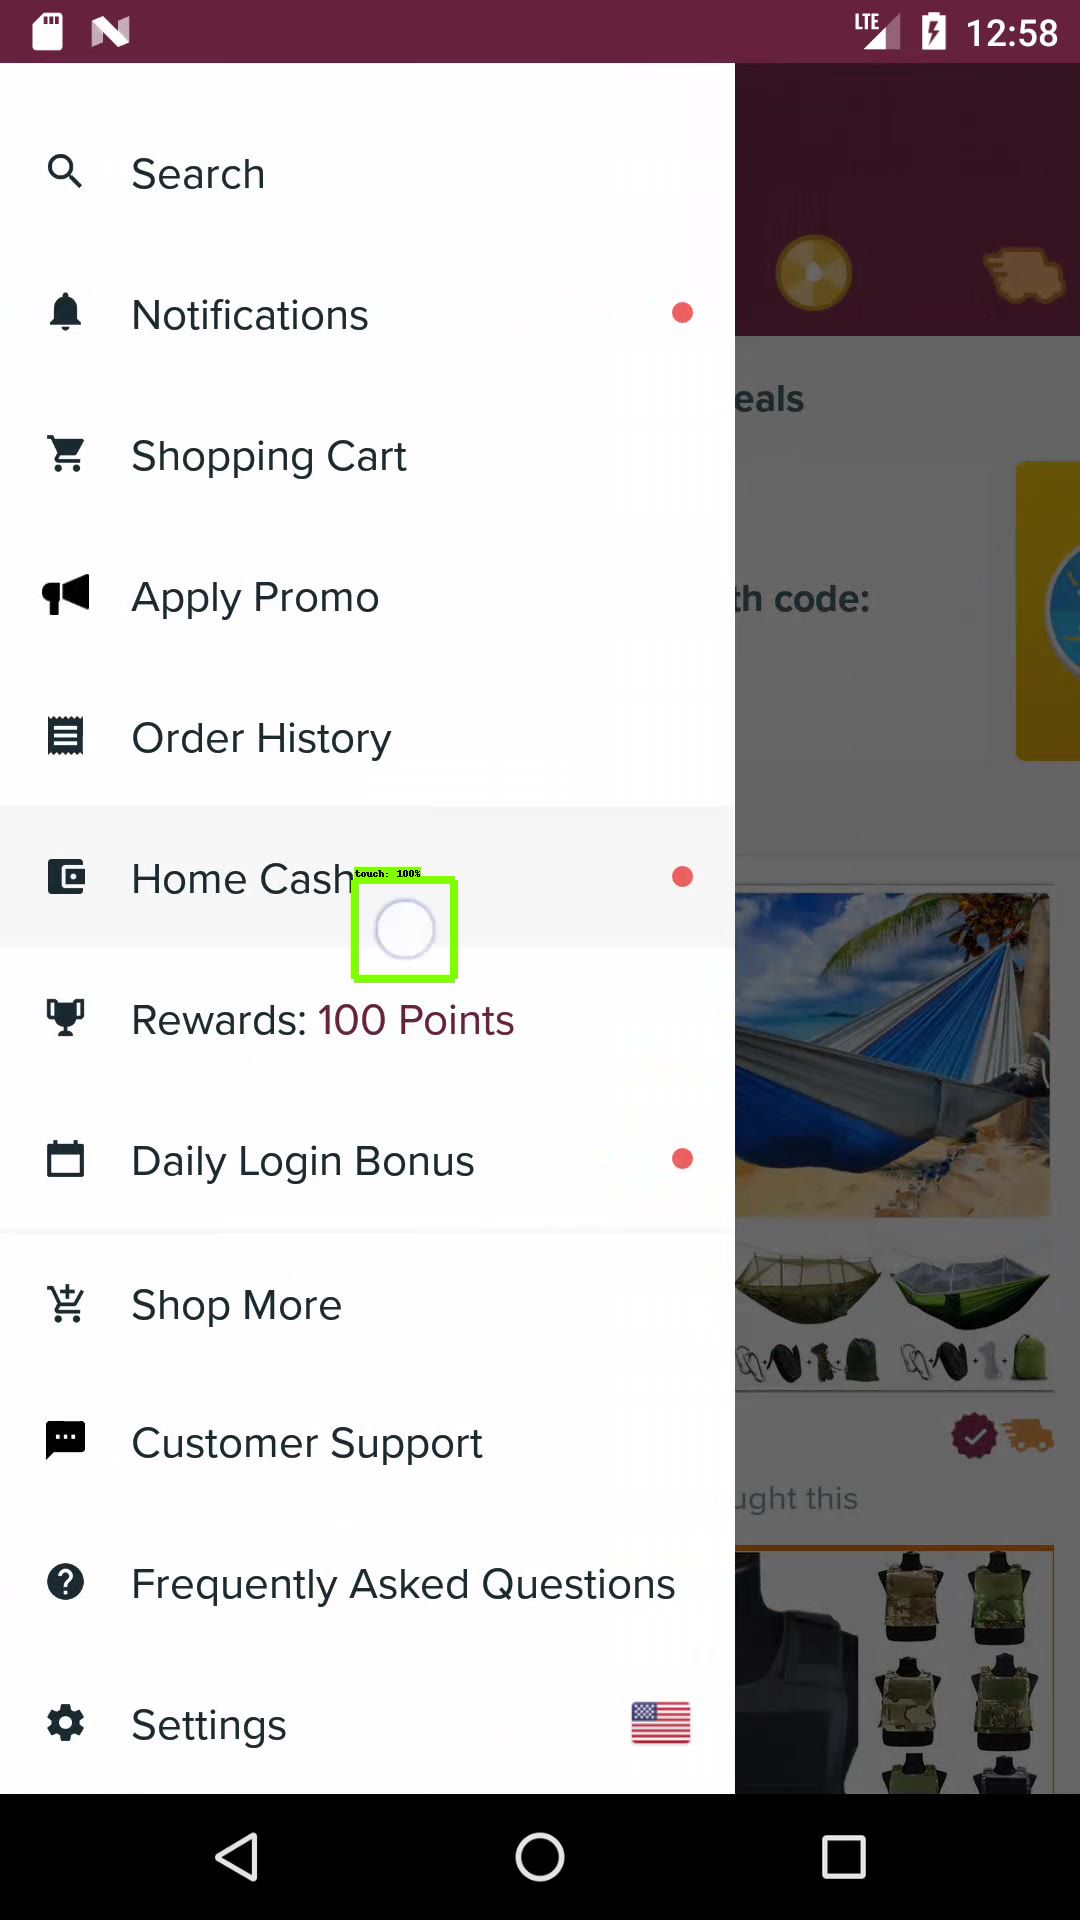 LTE 12:58
Search
Notifications
eals
Shopping Cart
Apply Promo
th code:
Order History
Home Cash
touch: 100%
Rewards: 100 Points
Daily Login Bonus
Shop More
Customer Support
ught this
Frequently Asked Questions
Settings